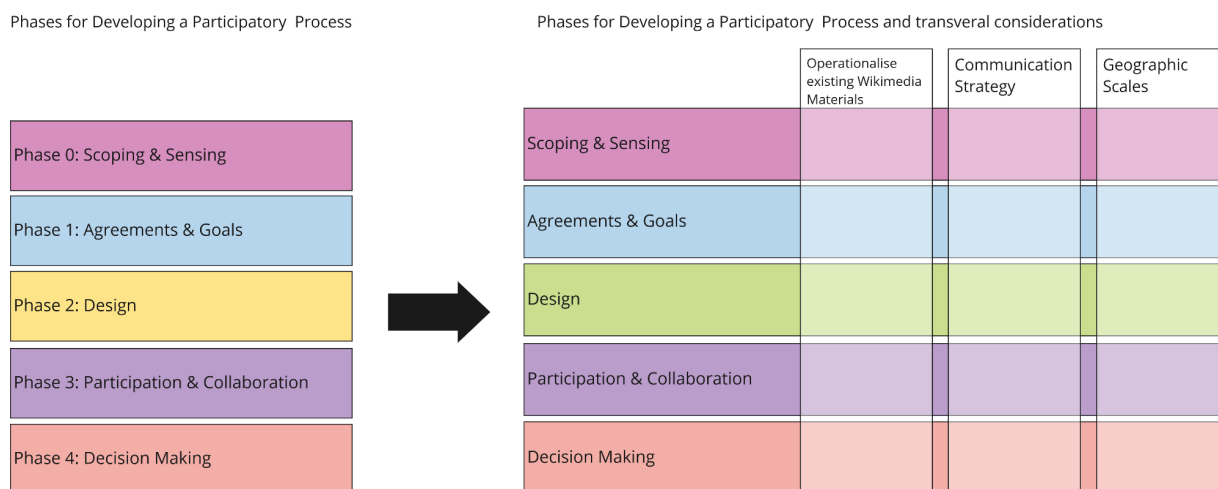 Phases for Developing a Participatory  Process
Phase 0: Scoping & Sensing
Phase 1: Agreements & Goals
Phase 2: Design
Phase 3: Participation & Collaboration
Phase 4: Decision Making
Phases for Developing a Participatory  Process and transveral considerations
Operationalise
existing Wikimedia
Materials
Communication
Strategy
Geographic
Scales
Scoping & Sensing
Agreements & Goals
Design
Participation & Collaboration
Decision Making